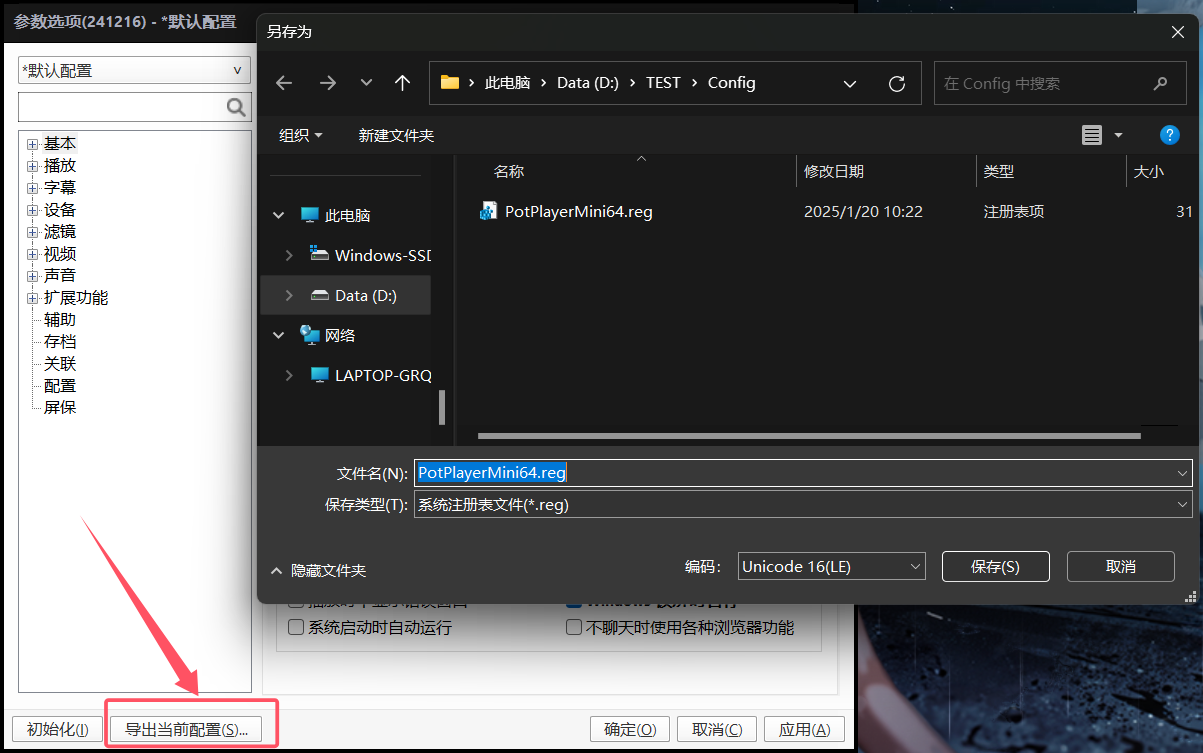 参数选项(241216) - *默认配置
*默认配置
基本
播放
字幕
设备
滤镜
视频
声音
扩展功能
辅助
存档
关联
配置
屏保
另存为
此电脑 › Data (D:) › TEST › Config
在 Config 中搜索
组织
新建文件夹
此电脑
Windows-SSD
Data (D:)
网络
LAPTOP-GRQ
名称 修改日期 类型 大小
PotPlayerMini64.reg 2025/1/20 10:22 注册表项 31
文件名(N): PotPlayerMini64.reg
保存类型(T): 系统注册表文件(*.reg)
隐藏文件夹
编码: Unicode 16(LE) 保存(S) 取消
系统启动时自动运行 不聊天时使用各种浏览器功能
初始化(I) 导出当前配置(S)... 确定(O) 取消(C) 应用(A)